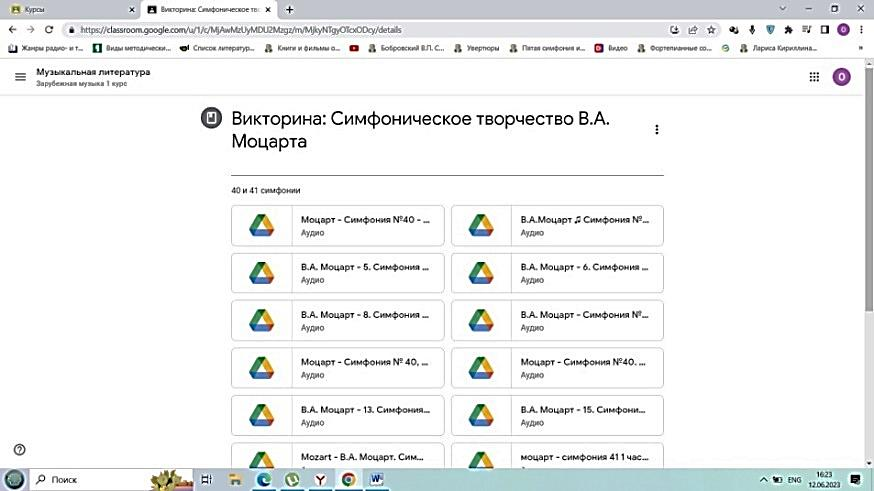 Курсы
Викторина: Симфоническое тво
https://classroom.google.com/u/1/c/MjAwMzUyMDU2Mzgz/m/MjkyNTgyOTcxODcy/details
Жанры радио- и т...
Виды методически...
Список литератур...
Книги и фильмы о...
Бобровский В.П. С...
Увертюры
Пятая симфония и...
Видео
Фортепианные со...
Лариса Кириллина...
Музыкальная литература
Зарубежная музыка 1 курс
O
Викторина: Симфоническое творчество В.А.
Моцарта
40 и 41 симфонии
Моцарт - Симфония №40 - ...
Аудио
В.А.Моцарт ♫ Симфония №...
Аудио
В.А. Моцарт - 5. Симфония ...
Аудио
В.А. Моцарт - 6. Симфония ...
Аудио
В.А. Моцарт - 8. Симфония ...
Аудио
В.А. Моцарт - Симфония №...
Аудио
Моцарт - Симфония № 40, ...
Аудио
Моцарт - Симфония №40. ...
Аудио
В.А. Моцарт - 13. Симфония...
Аудио
В.А. Моцарт - 15. Симфони...
Аудио
Mozart - В.А. Моцарт. Сим...
моцарт - симфония 41 1 час...
Поиск
ENG
16:23
12.06.2023